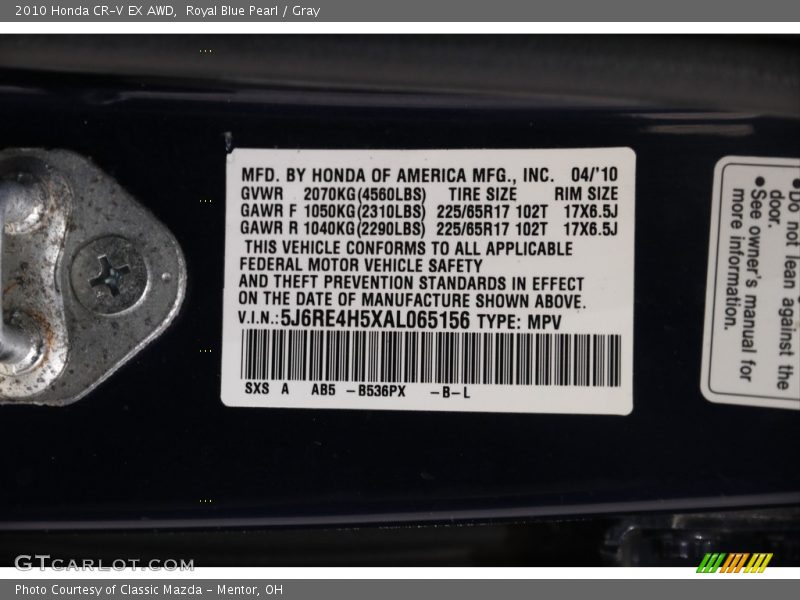 2010 Honda CR-V EX AWD,  Royal Blue Pearl / Gray
MFD. BY HONDA OF AMERICA MFG., INC. 04/'10
GVWR 2070KG(4560LBS) TIRE SIZE RIM SIZE
GAWR F 1050KG(2310LBS) 225/65R17 102T 17X6.5J
GAWR R 1040KG(2290LBS) 225/65R17 102T 17X6.5J
THIS VEHICLE CONFORMS TO ALL APPLICABLE
FEDERAL MOTOR VEHICLE SAFETY
AND THEFT PREVENTION STANDARDS IN EFFECT
ON THE DATE OF MANUFACTURE SHOWN ABOVE.
V.I.N.:5J6RE4H5XAL065156 TYPE: MPV
SXS A AB5 -B536PX -B-L
•Do not lean against the
door.
•See owner's manual for
more information.
GTCARLOT.COM
Photo Courtesy of Classic Mazda - Mentor, OH